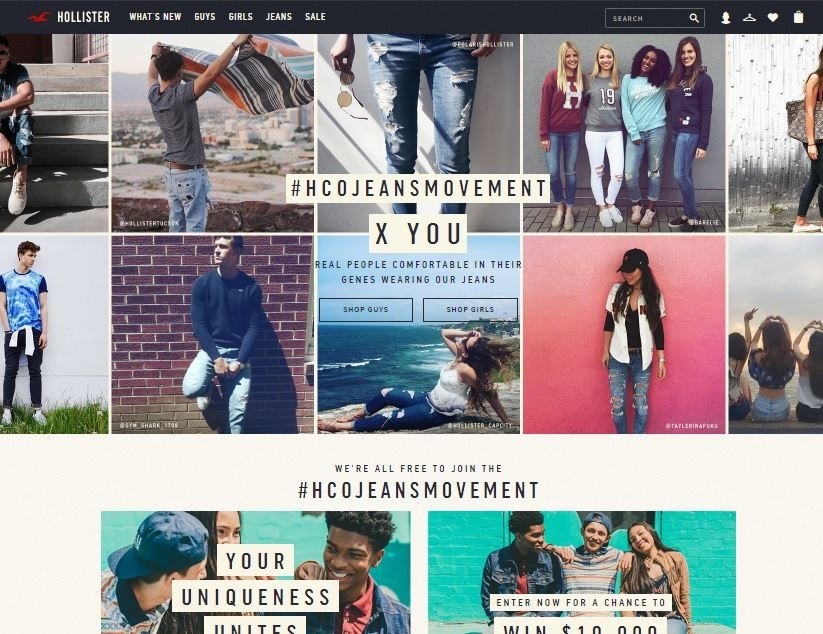 HOLLISTER
WHAT'S NEW GUYS GIRLS JEANS SALE
SEARCH
@POLARISHOLLISTER
19
@HOLLISTERTUCSON
@BARELIE
#HCOJEANSMOVEMENT
X YOU
REAL PEOPLE COMFORTABLE IN THEIR
GENES WEARING OUR JEANS
SHOP GUYS SHOP GIRLS
@GYM_SHARK_1706
@HOLLISTER_CAPCITY
@TAYLERINAFUKU
WE'RE ALL FREE TO JOIN THE
#HCOJEANSMOVEMENT
YOUR
UNIQUENESS
UNITES
ENTER NOW FOR A CHANCE TO
WIN $10,000